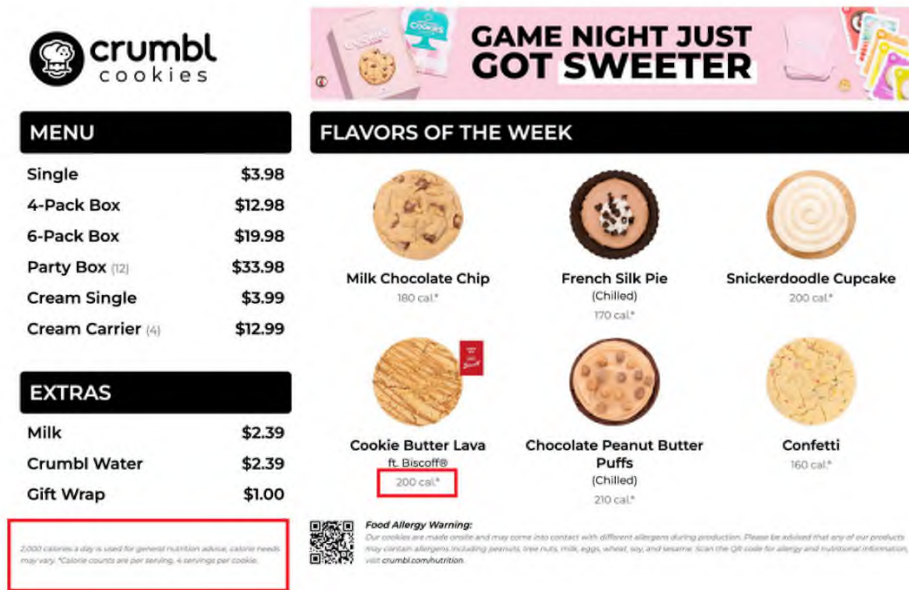 crumbl
cookies
GAME NIGHT JUST
GOT SWEETER
MENU
Single $3.98
4-Pack Box $12.98
6-Pack Box $19.98
Party Box (12) $33.98
Cream Single $3.99
Cream Carrier (4) $12.99
EXTRAS
Milk $2.39
Crumbl Water $2.39
Gift Wrap $1.00
2,000 calories a day is used for general nutrition advice, calorie needs
may vary. *Calorie counts are per serving, 4 servings per cookie.
FLAVORS OF THE WEEK
Milk Chocolate Chip
180 cal.*
French Silk Pie
(Chilled)
170 cal.*
Snickerdoodle Cupcake
200 cal.*
Cookie Butter Lava
ft. Biscoff®
200 cal.*
Chocolate Peanut Butter
Puffs
(Chilled)
210 cal.*
Confetti
160 cal.*
Food Allergy Warning:
Our cookies are made onsite and may come into contact with different allergens during production. Please be advised that any of our products
may contain allergens including peanuts, tree nuts, milk, eggs, wheat, soy, and sesame. Scan the QR code for allergy and nutritional information,
visit crumbl.com/nutrition.